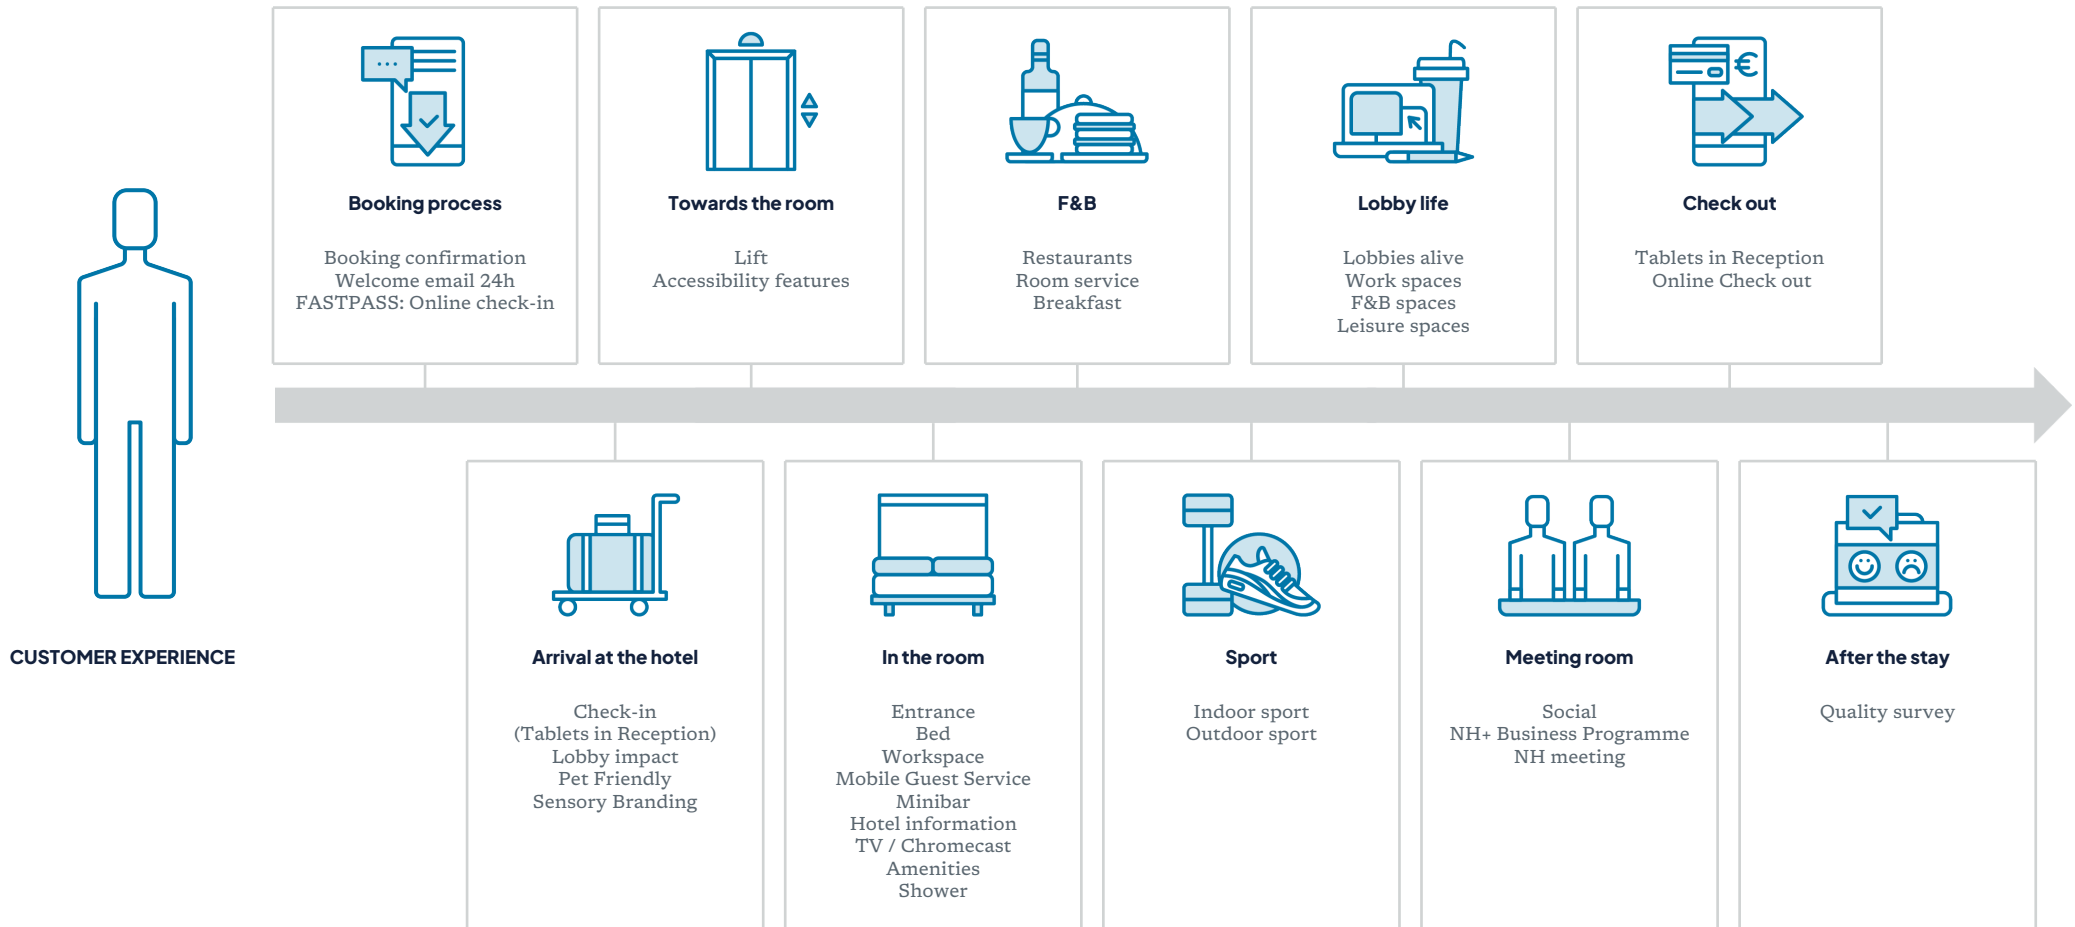 Booking process
Booking confirmation
Welcome email 24h
FASTPASS: Online check-in
Towards the room
Lift
Accessibility features
F&B
Restaurants
Room service
Breakfast
Lobby life
Lobbies alive
Work spaces
F&B spaces
Leisure spaces
€
Check out
Tablets in Reception
Online Check out
CUSTOMER EXPERIENCE
Arrival at the hotel
Check-in
(Tablets in Reception)
Lobby impact
Pet Friendly
Sensory Branding
In the room
Entrance
Bed
Workspace
Mobile Guest Service
Minibar
Hotel information
TV / Chromecast
Amenities
Shower
Sport
Indoor sport
Outdoor sport
Meeting room
Social
NH+ Business Programme
NH meeting
After the stay
Quality survey